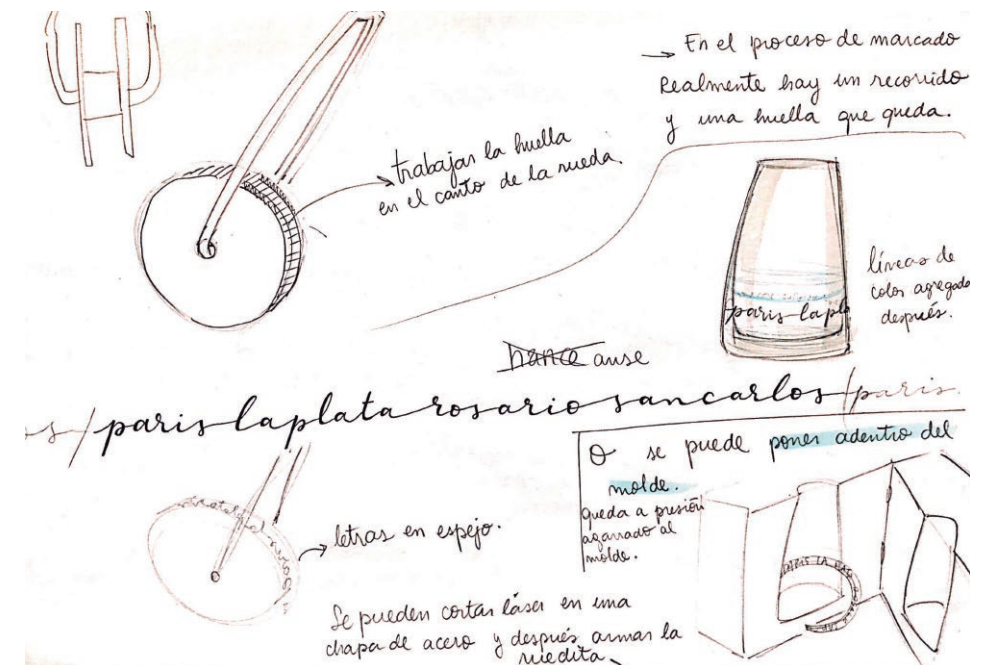 → En el proceso de marcado
Realmente hay un recorrido
y una huella que queda.
trabajar la huella
en el canto de la rueda.
líneas de
color agregado
después.
paris-lapla
ause
s/paris-laplata-rosario-sancarlos/paris.
letras en espejo.
O se puede poner adentro del
molde.
queda a presión
agarrado al
molde.
PARIS LA
Se pueden cortar láser en una
chapa de acero y después armar la
ruedita